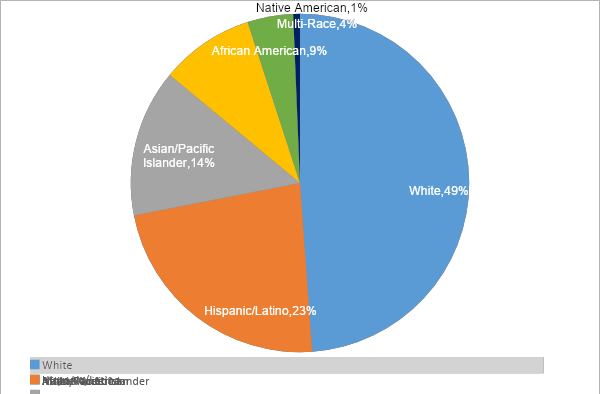 Native American,1%
Multi-Race,4%
African American,9%
Asian/Pacific
Islander,14%
White,49%
Hispanic/Latino,23%
White